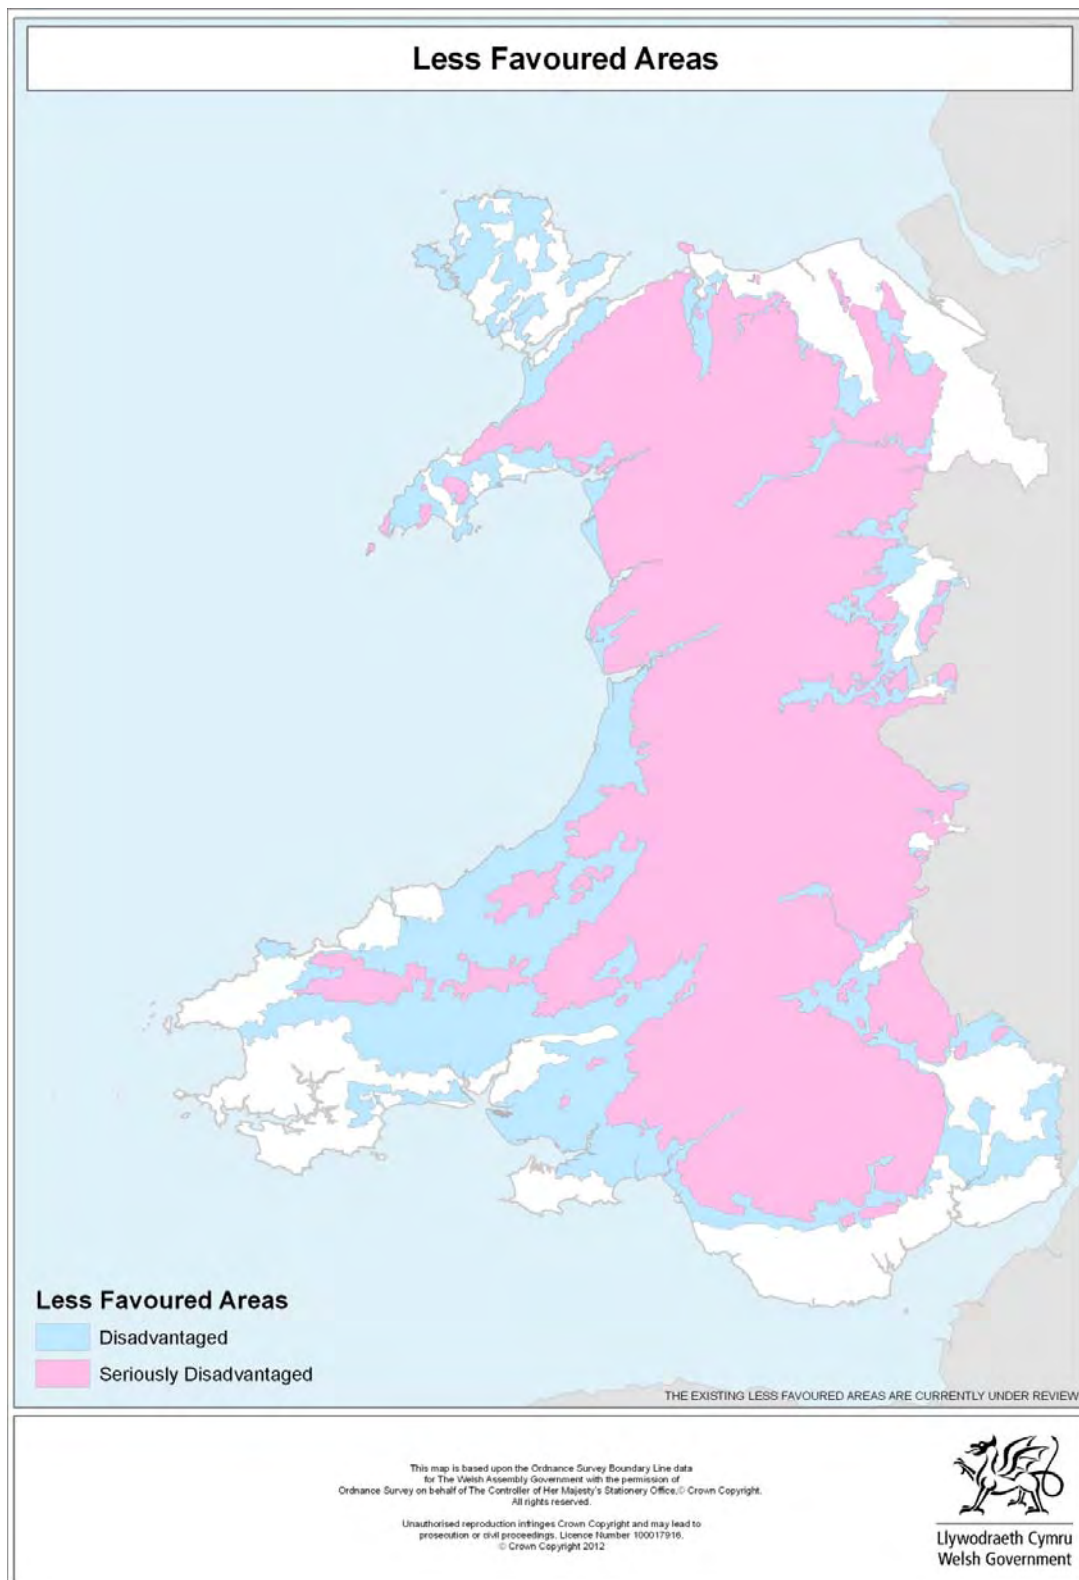 Less Favoured Areas
Less Favoured Areas
Disadvantaged
Seriously Disadvantaged
THE EXISTING LESS FAVOURED AREAS ARE CURRENTLY UNDER REVIEW
This map is based upon the Ordnance Survey Boundary Line data
for The Welsh Assembly Government with the permission of
Ordnance Survey on behalf of The Controller of Her Majesty's Stationery Office,© Crown Copyright.
All rights reserved.
Unauthorised reproduction infringes Crown Copyright and may lead to
prosecution or civil proceedings. Licence Number 100017916.
© Crown Copyright 2012
Llywodraeth Cymru
Welsh Government